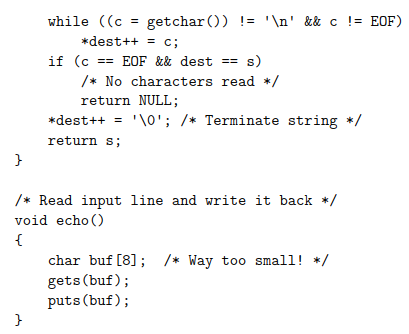 while ((c = getchar()) != '\n' && c != EOF)
*dest++ = c;
if (c == EOF && dest == s)
/* No characters read */
return NULL;
*dest++ = '\0'; /* Terminate string */
return s;
}
/* Read input line and write it back */
void echo()
{
char buf[8]; /* Way too small! */
gets(buf);
puts(buf);
}